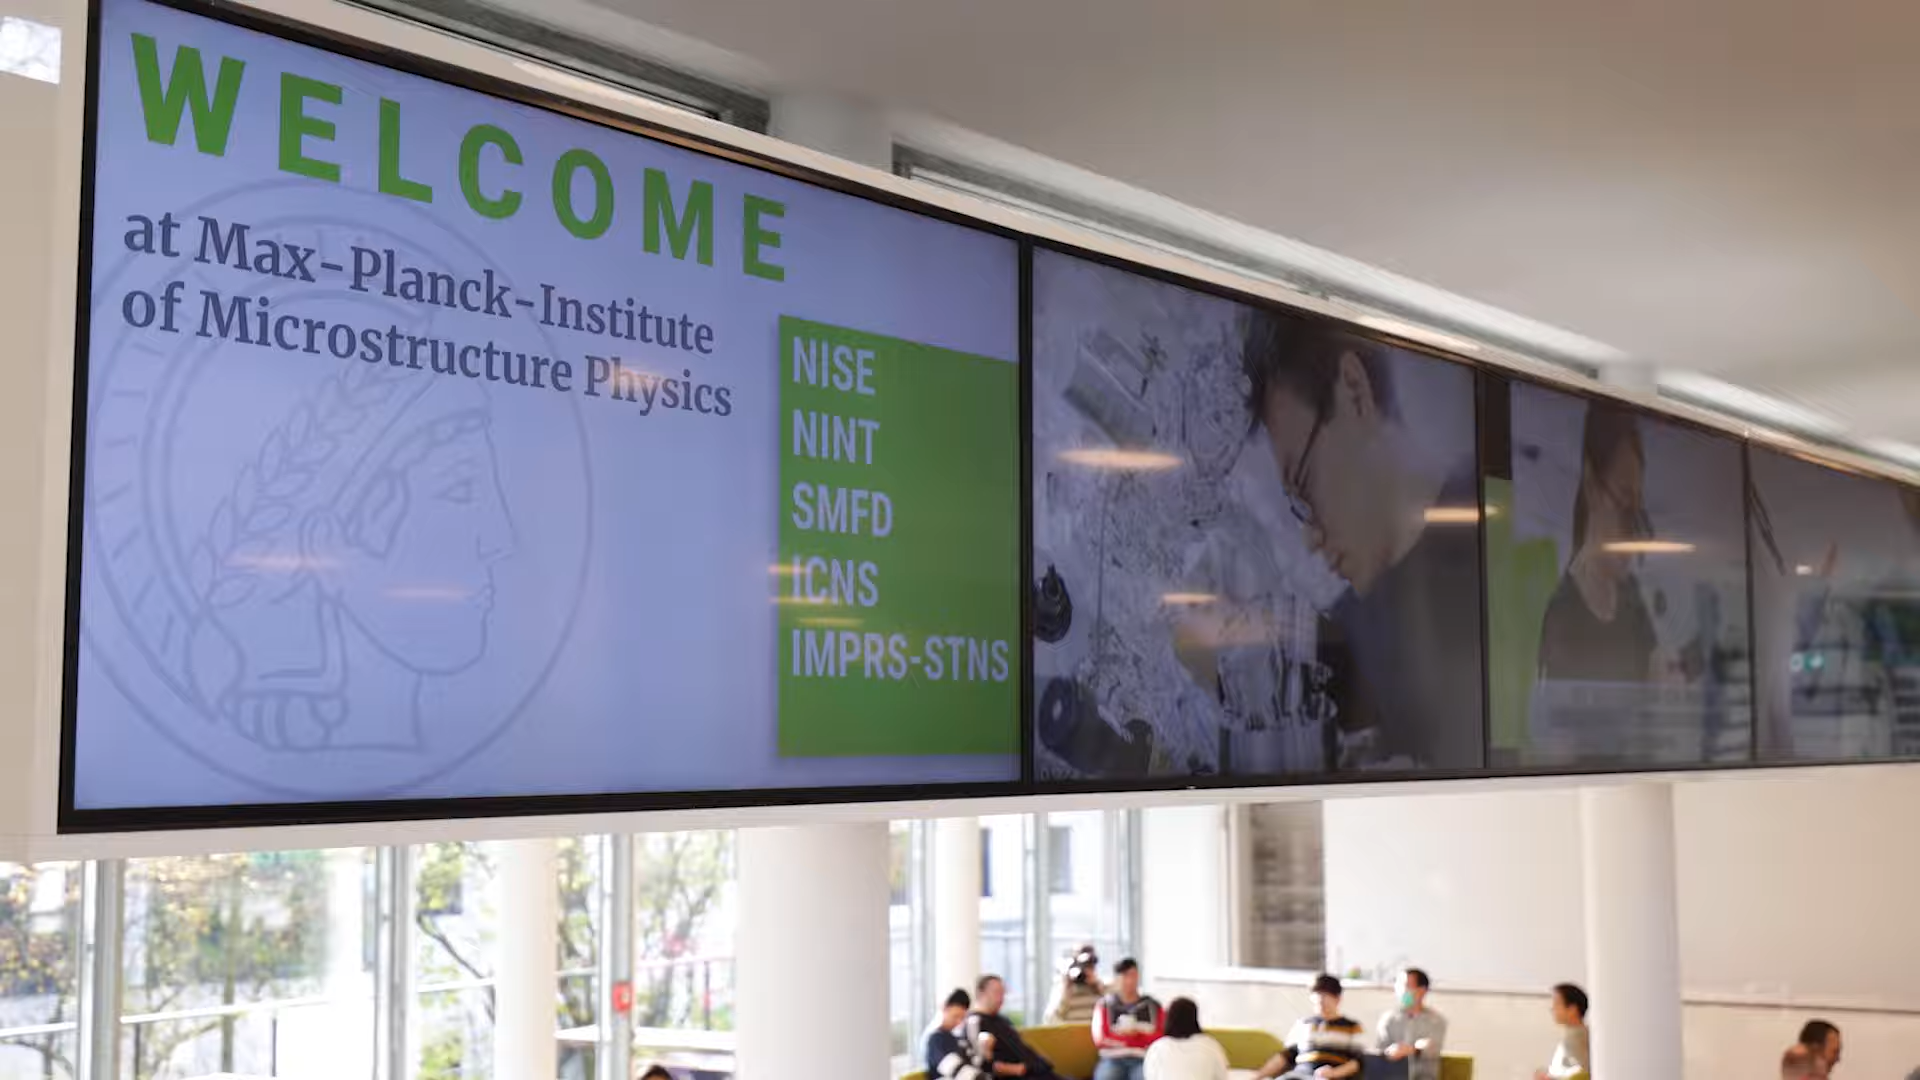 WELCOME
at Max-Planck-Institute
of Microstructure Physics
NISE
NINT
SMFD
ICNS
IMPRS-STNS